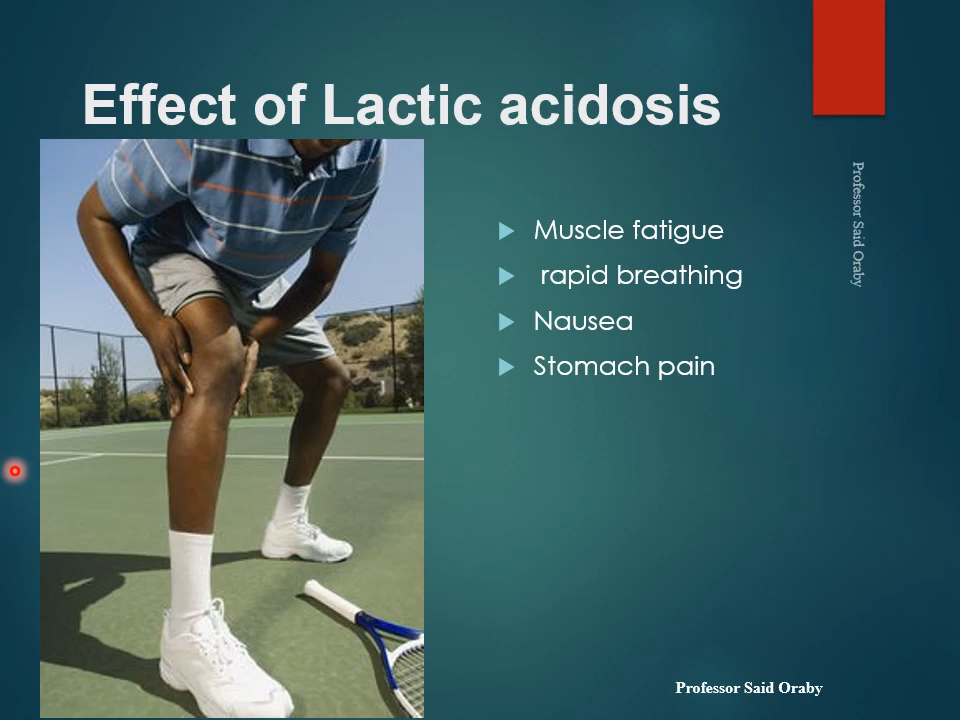 Effect of Lactic acidosis
Muscle fatigue
rapid breathing
Nausea
Stomach pain
Professor Said Oraby
Professor Said Oraby